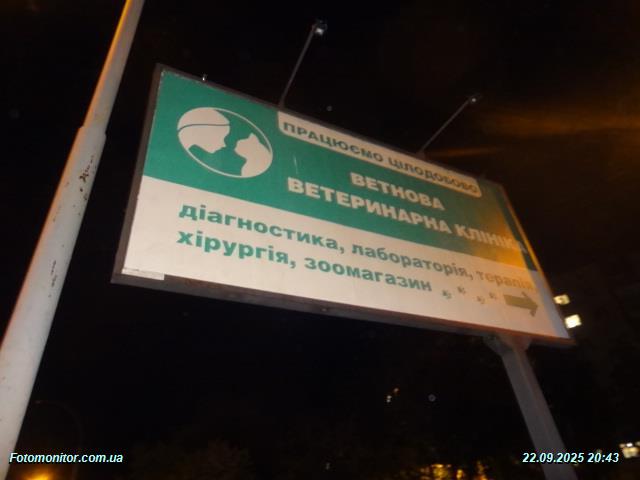 ПРАЦЮЄМО ЦІЛОДОБОВО
ВЕТНОВА
ВЕТЕРИНАРНА КЛІНІКА
діагностика, лабораторія, терапія
хірургія, зоомагазин
Fotomonitor.com.ua
22.09.2025 20:43